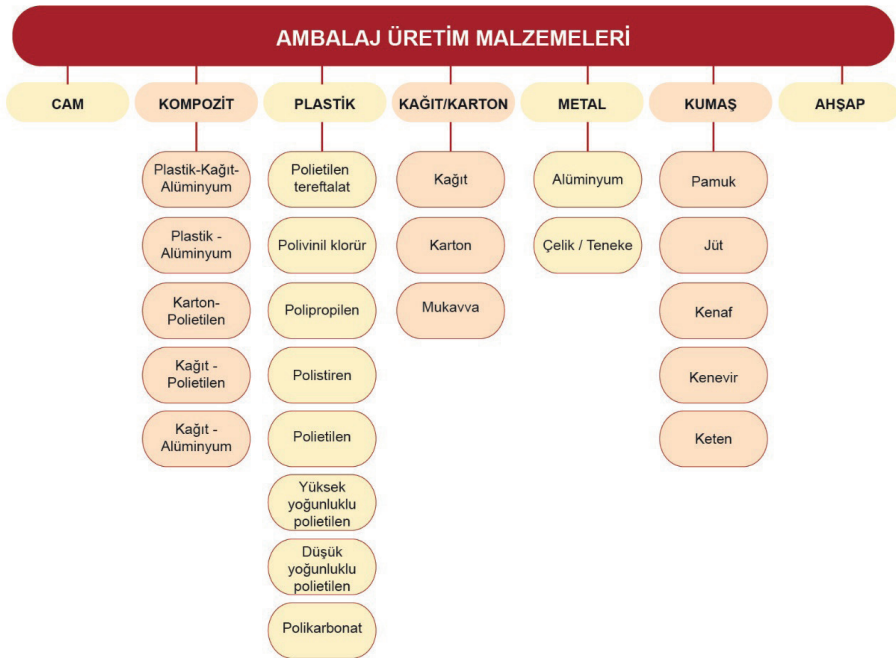 AMBALAJ ÜRETİM MALZEMELERİ
CAM
KOMPOZİT
PLASTİK
KAĞIT/KARTON
METAL
KUMAŞ
AHŞAP
Plastik-Kağıt-
Alüminyum
Plastik -
Alüminyum
Karton-
Polietilen
Kağıt -
Polietilen
Kağıt -
Alüminyum
Polietilen
tereftalat
Polivinil klorür
Polipropilen
Polistiren
Polietilen
Yüksek
yoğunluklu
polietilen
Düşük
yoğunluklu
polietilen
Polikarbonat
Kağıt
Karton
Mukavva
Alüminyum
Çelik / Teneke
Pamuk
Jüt
Kenaf
Kenevir
Keten